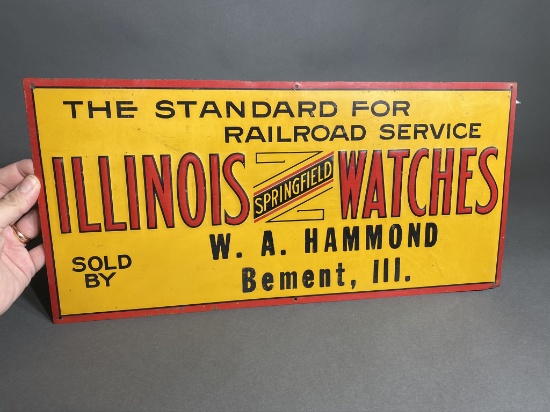 THE STANDARD FOR
RAILROAD SERVICE
ILLINOIS SPRINGFIELD WATCHES
SOLD BY
W. A. HAMMOND
Bement, Ill.